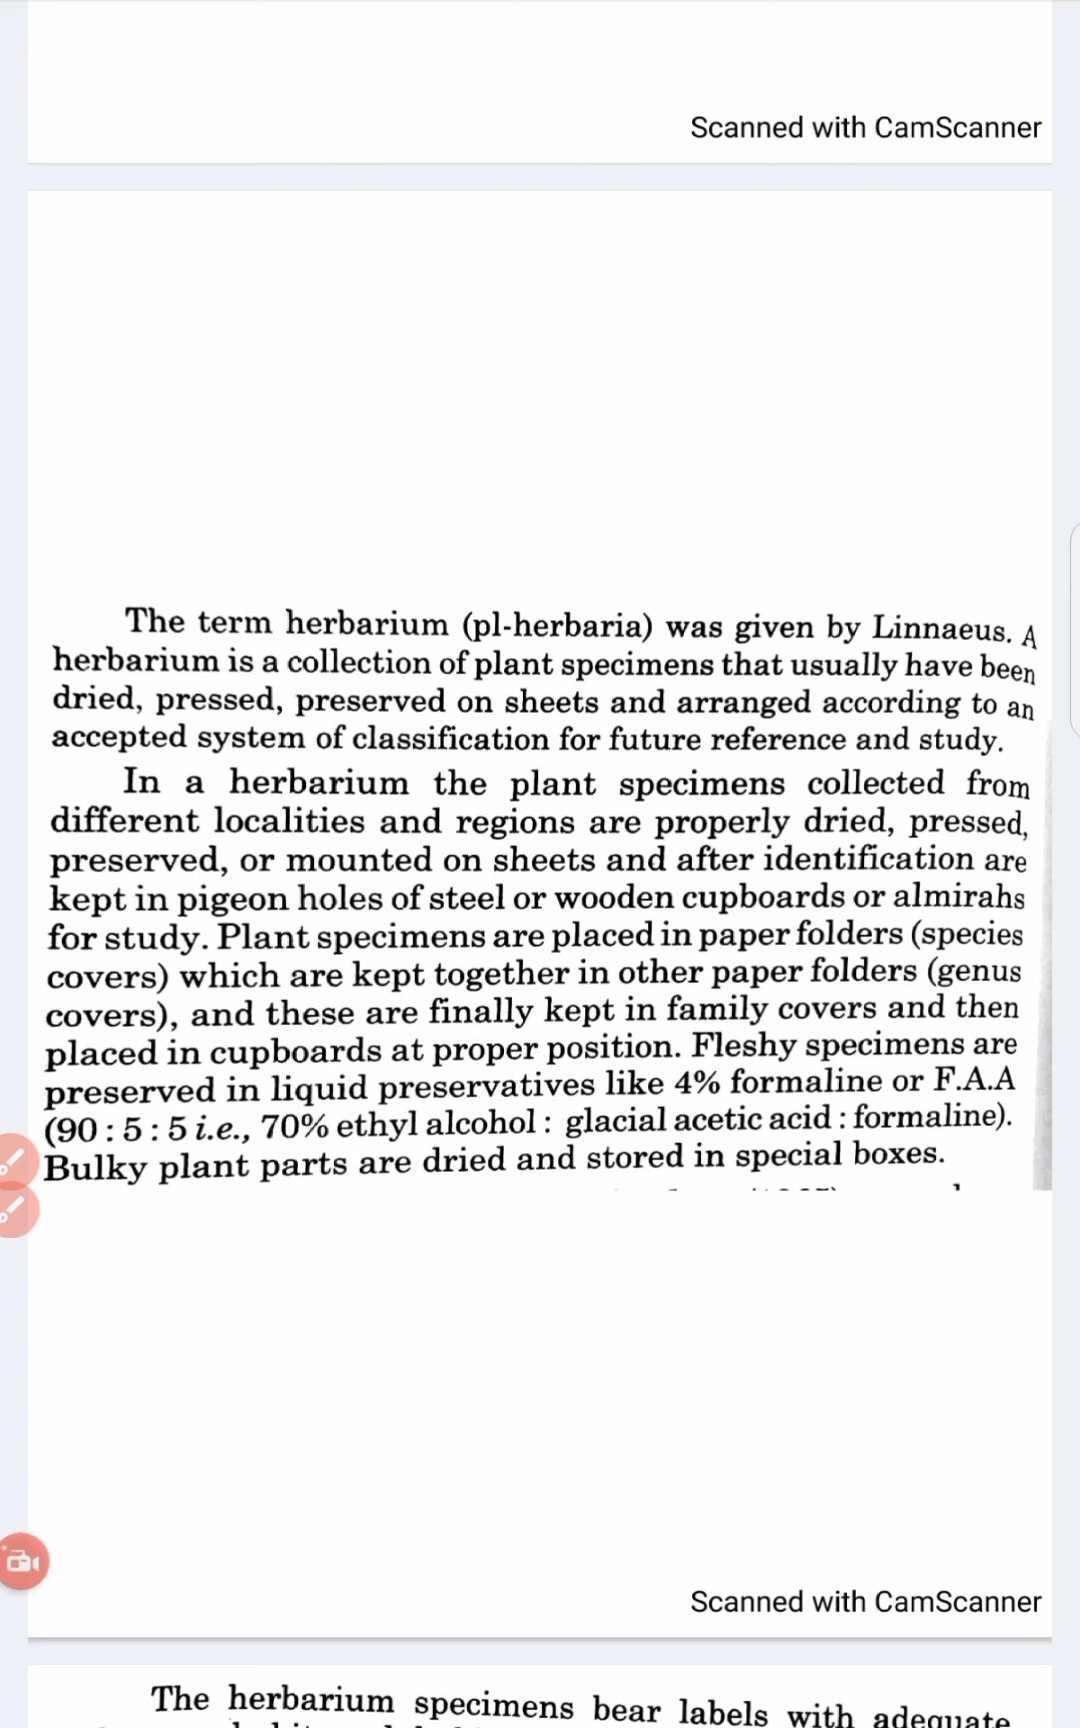 Scanned with CamScanner
The term herbarium (pl-herbaria) was given by Linnaeus. A
herbarium is a collection of plant specimens that usually have been
dried, pressed, preserved on sheets and arranged according to an
accepted system of classification for future reference and study.
In a herbarium the plant specimens collected from
different localities and regions are properly dried, pressed,
preserved, or mounted on sheets and after identification are
kept in pigeon holes of steel or wooden cupboards or almirahs
for study. Plant specimens are placed in paper folders (species
covers) which are kept together in other paper folders (genus
covers), and these are finally kept in family covers and then
placed in cupboards at proper position. Fleshy specimens are
preserved in liquid preservatives like 4% formaline or F.A.A
(90 : 5 : 5 i.e., 70% ethyl alcohol : glacial acetic acid : formaline).
Bulky plant parts are dried and stored in special boxes.
Scanned with CamScanner
The herbarium specimens bear labels with adequate